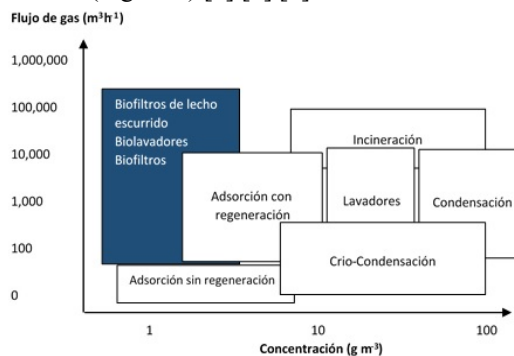 Flujo de gas (m³h⁻¹)
1,000,000
100,000
10,000
1,000
100
0
Biofiltros de lecho
escurrido
Biolavadores
Biofiltros
Incineración
Adsorción con
regeneración
Lavadores
Condensación
Crio-Condensación
Adsorción sin regeneración
1
10
100
Concentración (g m⁻³)